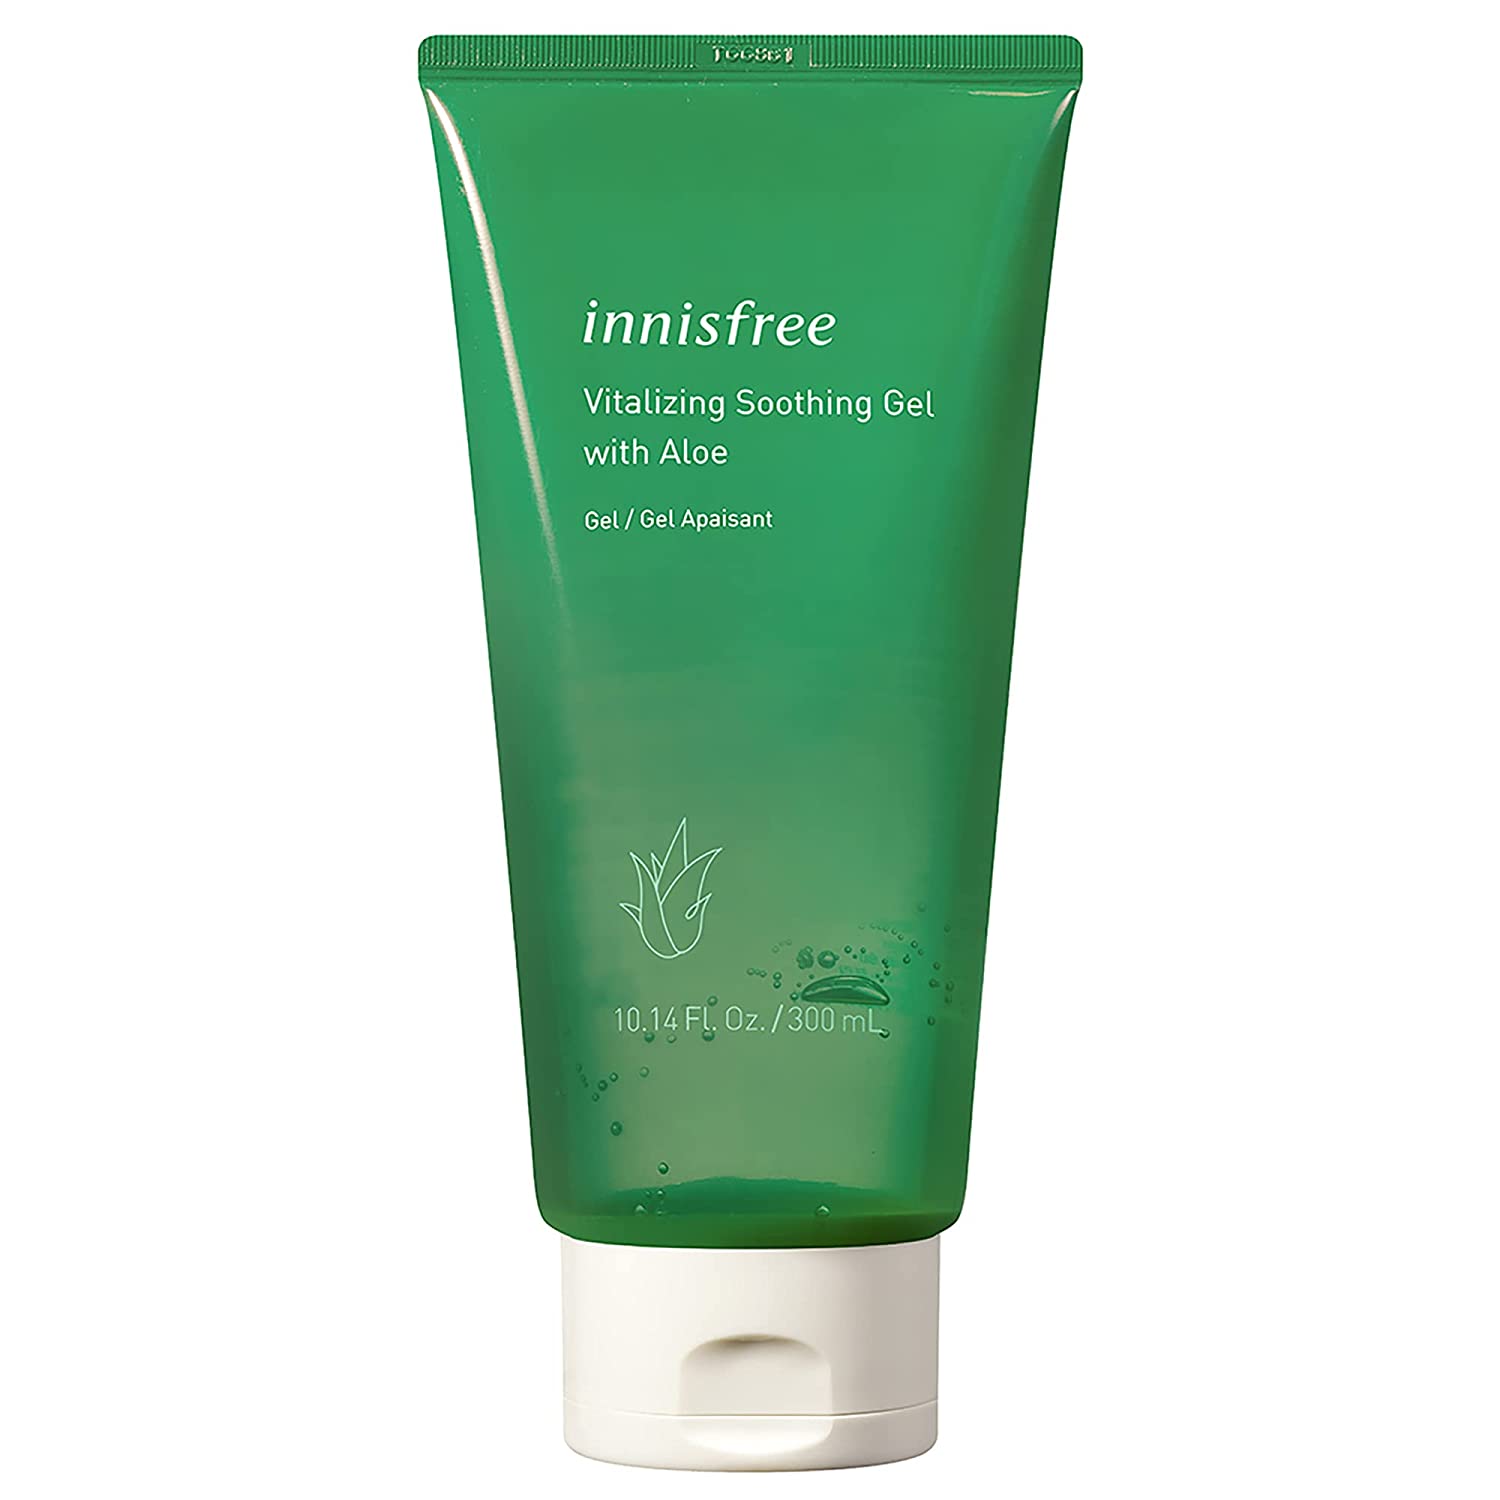 innisfree
Vitalizing Soothing Gel
with Aloe
Gel / Gel Apaisant
10.14 Fl. Oz. / 300 mL